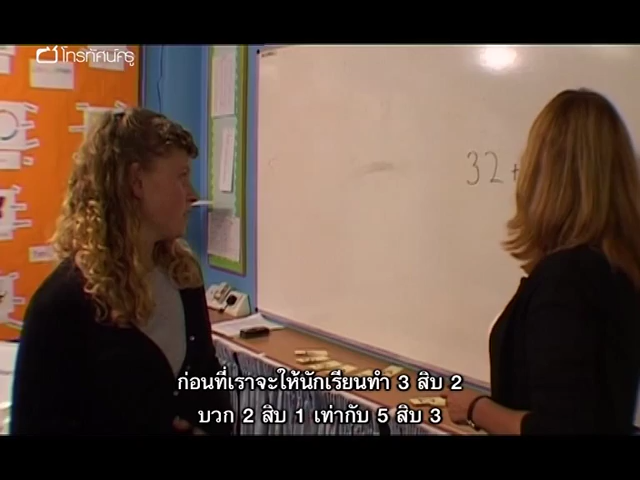 โทรทัศน์ครู
32 +
ก่อนที่เราจะให้นักเรียนทำ 3 สิบ 2
บวก 2 สิบ 1 เท่ากับ 5 สิบ 3